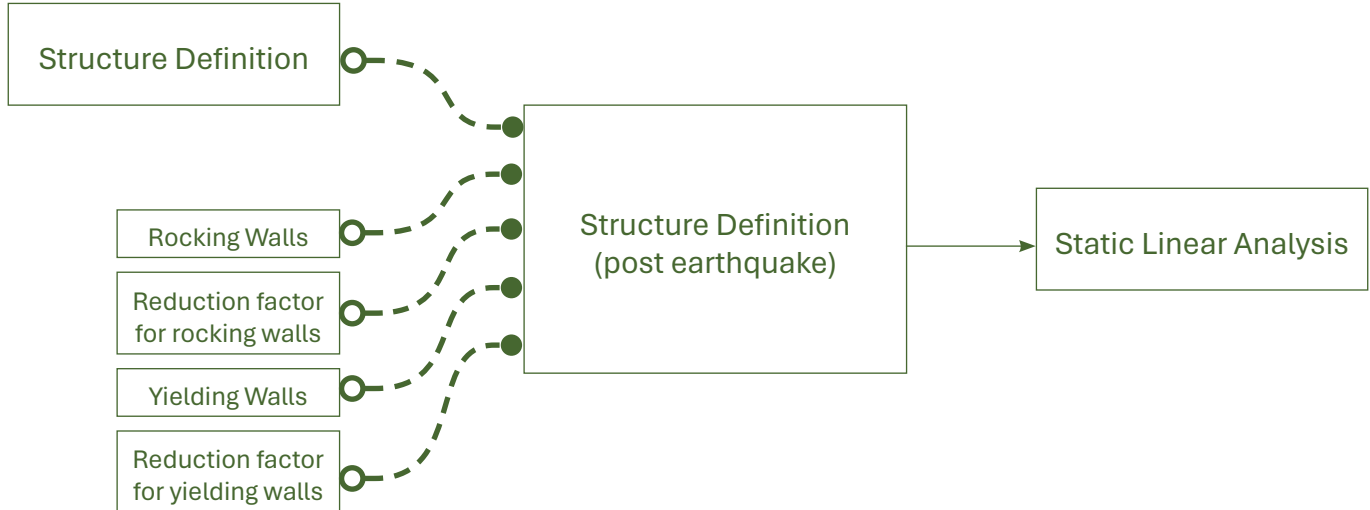 Structure Definition
Rocking Walls
Reduction factor
for rocking walls
Yielding Walls
Reduction factor
for yielding walls
Structure Definition
(post earthquake)
Static Linear Analysis